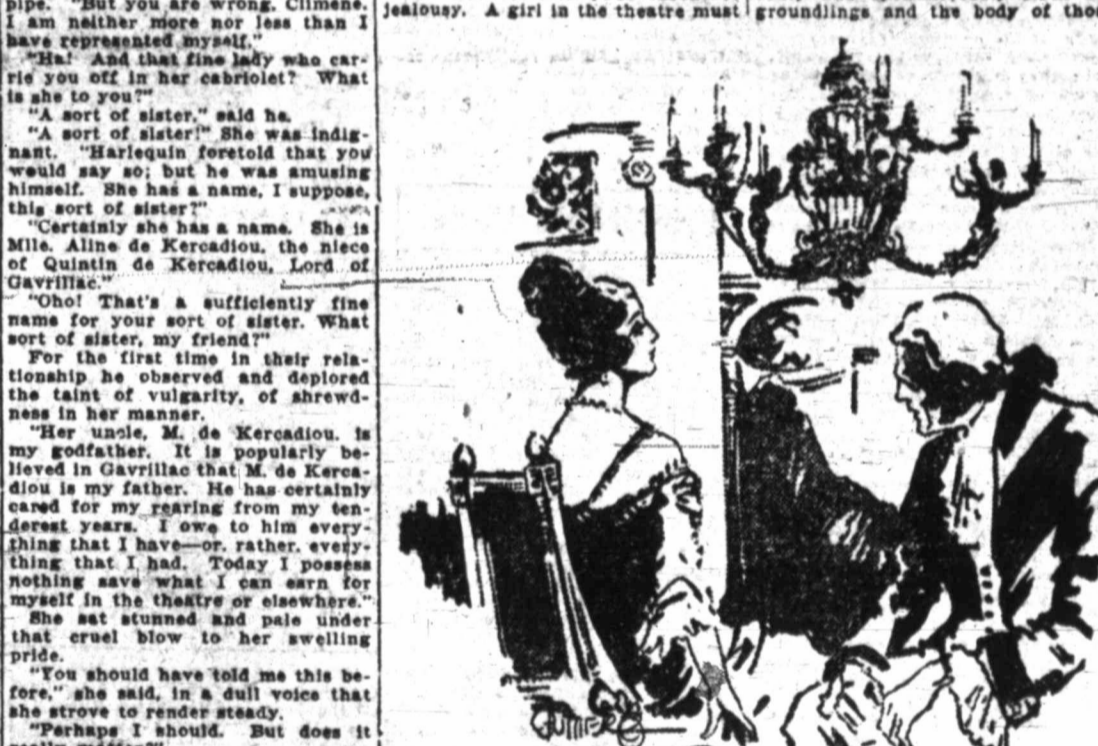 pipe. "But you are wrong, Climene.
I am neither more nor less than I
have represented myself."
"Ha! And that fine lady who car-
rie you off in her cabriolet? What
is she to you?"
"A sort of sister," said he.
"A sort of sister!" She was indig-
nant. "Harlequin foretold that you
would say so; but he was amusing
himself. She has a name, I suppose,
this sort of sister?"
"Certainly she has a name. She is
Mlle. Aline de Kercadiou, the niece
of Quintin de Kercadiou, Lord of
Gavrillac."
"Oho! That's a sufficiently fine
name for your sort of sister. What
sort of sister, my friend?"
For the first time in their rela-
tionship he observed and deplored
the taint of vulgarity, of shrewd-
ness in her manner.
"Her uncle, M. de Kercadiou, is
my godfather. It is popularly be-
lieved in Gavrillac that M. de Kerca-
diou is my father. He has certainly
cared for my rearing from my ten-
derest years. I owe to him every-
thing that I have—or, rather, every-
thing that I had. Today I possess
nothing save what I can earn for
myself in the theatre or elsewhere."
She sat stunned and pale under
that cruel blow to her swelling
pride.
"You should have told me this be-
fore," she said, in a dull voice that
she strove to render steady.
"Perhaps I should. But does it
jealousy. A girl in the theatre must
groundlings and the body of